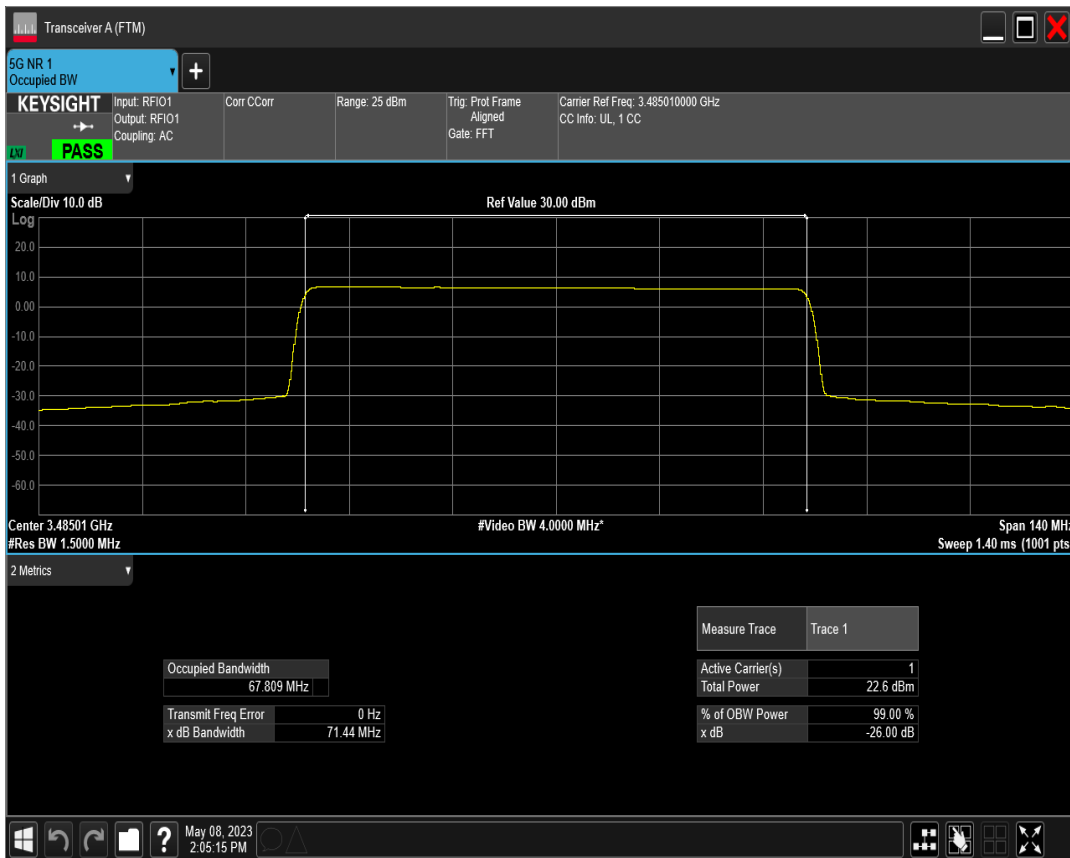 Transceiver A (FTM)
5G NR 1
Occupied BW
+
KEYSIGHT
LXI
PASS
Input: RFIO1
Output: RFIO1
Coupling: AC
Corr CCorr
Range: 25 dBm
Trig: Prot Frame
Aligned
Gate: FFT
Carrier Ref Freq: 3.485010000 GHz
CC Info: UL, 1 CC
1 Graph
Scale/Div 10.0 dB
Ref Value 30.00 dBm
Log
20.0
10.0
0.00
-10.0
-20.0
-30.0
-40.0
-50.0
-60.0
Center 3.48501 GHz
#Video BW 4.0000 MHz*
Span 140 MHz
#Res BW 1.5000 MHz
Sweep 1.40 ms (1001 pts
2 Metrics
Measure Trace Trace 1
Occupied Bandwidth
67.809 MHz
Active Carrier(s) 1
Total Power 22.6 dBm
Transmit Freq Error 0 Hz
x dB Bandwidth 71.44 MHz
% of OBW Power 99.00 %
x dB -26.00 dB
?
May 08, 2023
2:05:15 PM